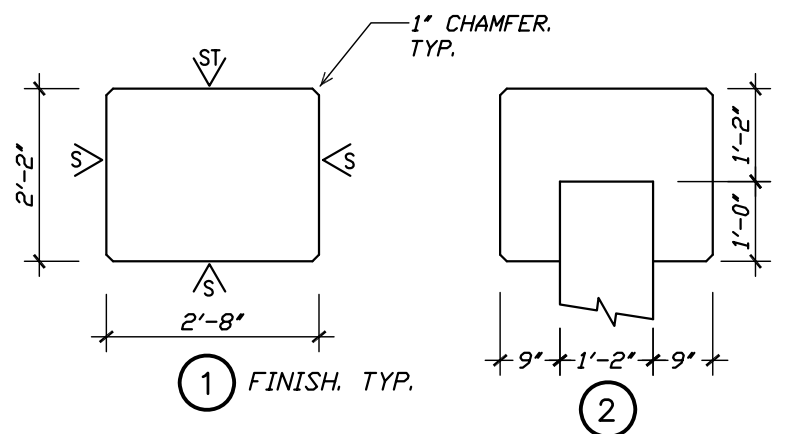 1" CHAMFER.
TYP.
ST
S
S
S
2'-2"
2'-8"
1 FINISH. TYP.
1'-2"
1'-0"
9" 1'-2" 9"
2